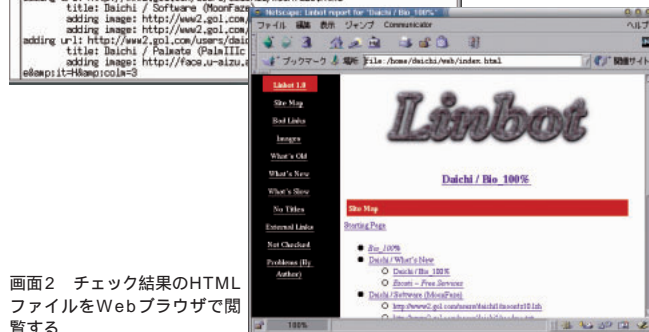 title: Daichi / Software (MoonFaze
adding image: http://www2.gol.com/
adding image: http://www2.gol.com/
adding url: http://www2.gol.com/users/daic
title: Daichi / Palmate (PalmIIIc
adding image: http://face.u-aizu.a
e&amp;it=H&amp;colm=3
Netscape: Linbot report for "Daichi / Bio_100%"
ファイル 編集 表示 ジャンプ Communicator ヘルプ
ブックマーク 場所 file:/home/daichi/web/index.html 関連サイト
Linbot 1.0
Site Map
Bad Links
Images
What's Old
What's New
What's Slow
No Titles
External Links
Not Checked
Problems (By Author)
Linbot
Daichi / Bio_100%
Site Map
Starting Page
Bio_100%
Daichi / What's New
Daichi / Bio_100%
Excati – Free Services
Daichi / Software (MoonFaze)
100%
画面2 チェック結果のHTML
ファイルをWebブラウザで閲
覧する